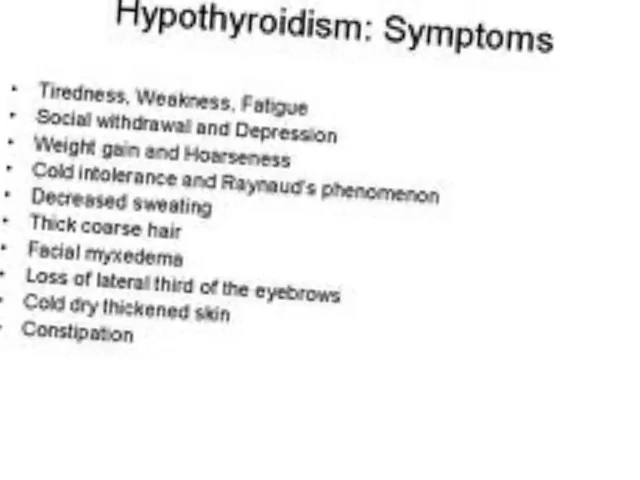 Hypothyroidism: Symptoms
• Tiredness, Weakness, Fatigue
• Social withdrawal and Depression
• Weight gain and Hoarseness
• Cold intolerance and Raynaud's phenomenon
• Decreased sweating
• Thick coarse hair
• Facial myxedema
• Loss of lateral third of the eyebrows
• Cold dry thickened skin
• Constipation